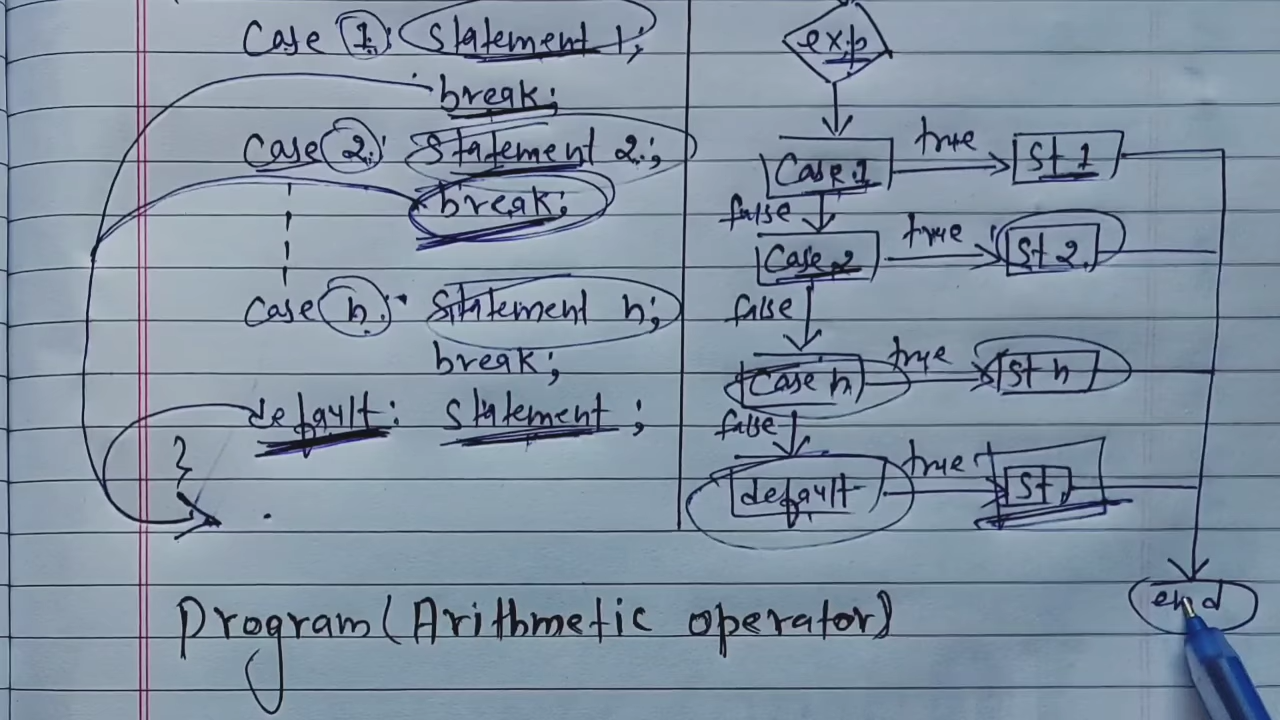 Case 1: Statement 1;
break;
Case 2: Statement 2;
break;
Case n: Statement n;
break;
default: Statement;
}
exp
Case 1 true St 1
false
Case 2 true St 2
false
Case n true St n
false
default true St
end
Program (Arithmetic operator)